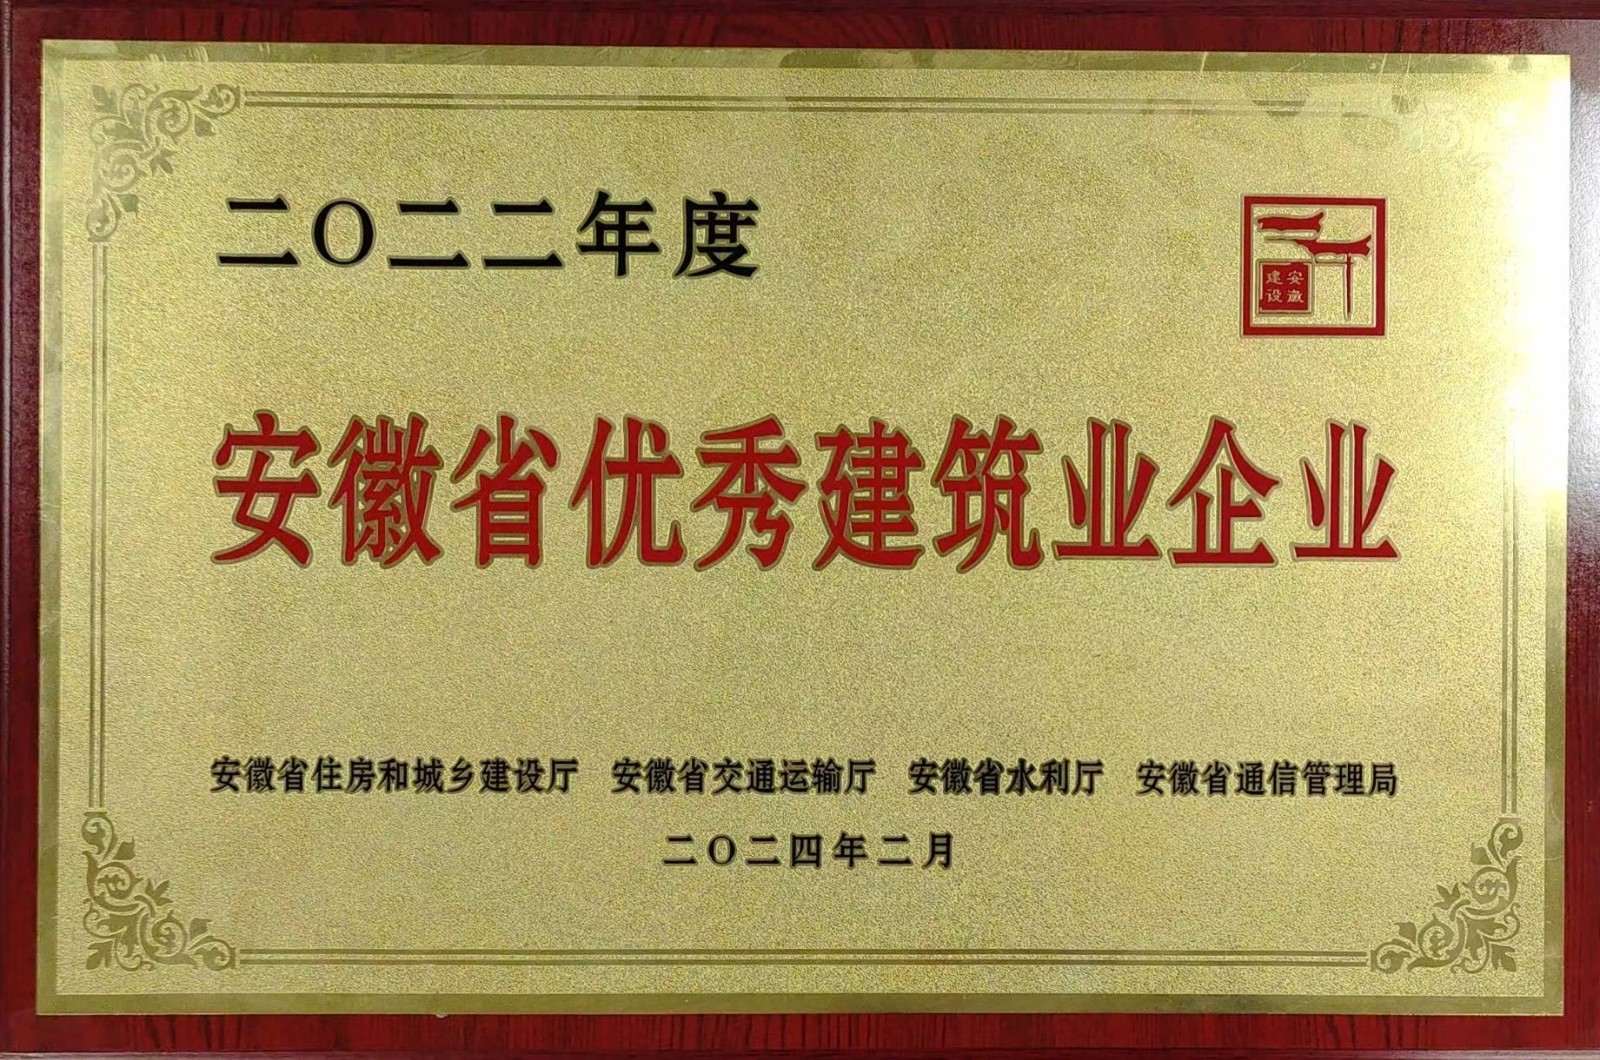 二〇二二年度
安徽
建设
安徽省优秀建筑业企业
安徽省住房和城乡建设厅 安徽省交通运输厅 安徽省水利厅 安徽省通信管理局
二〇二四年二月